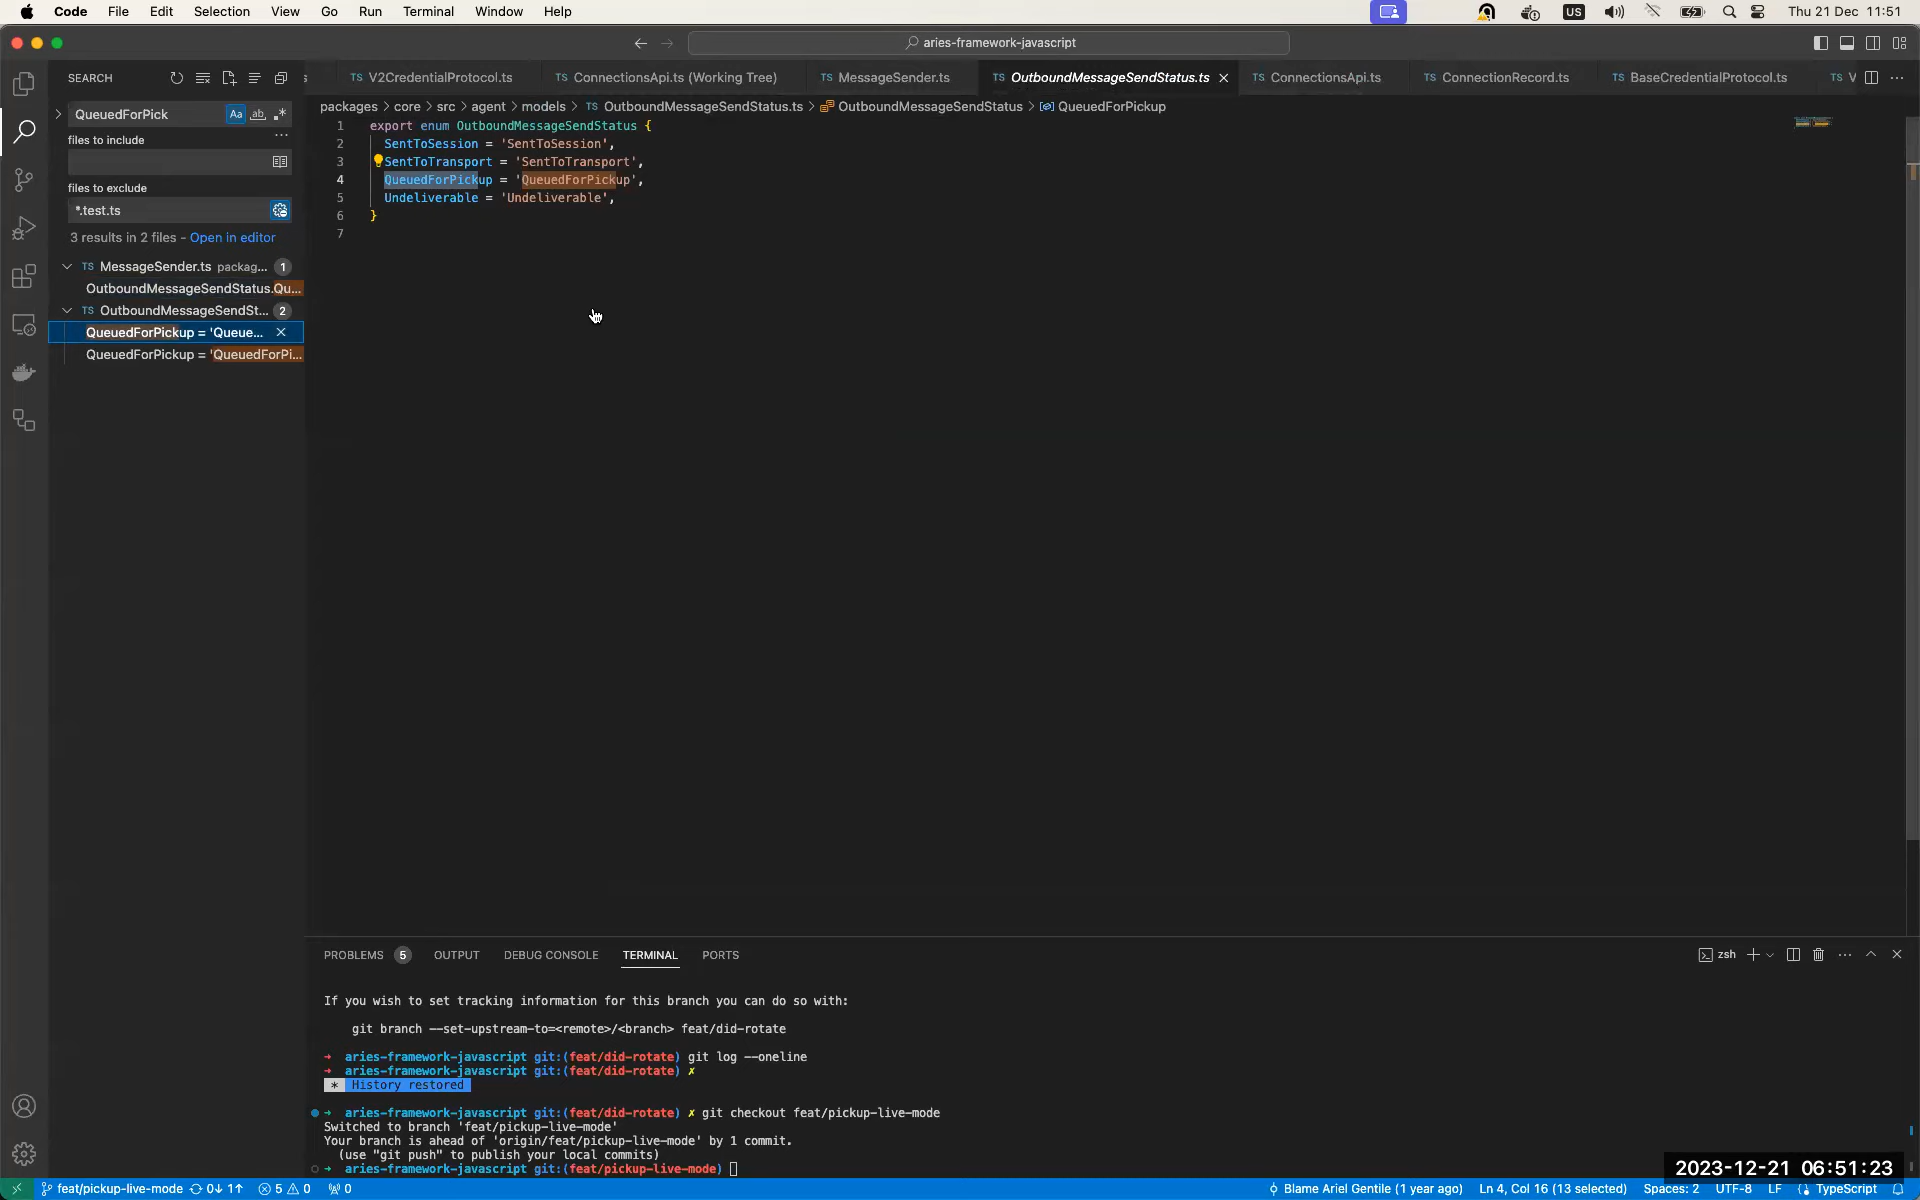 Code File Edit Selection View Go Run Terminal Window Help US Thu 21 Dec 11:51
aries-framework-javascript
SEARCH
V2CredentialProtocol.ts
ConnectionsApi.ts (Working Tree)
MessageSender.ts
OutboundMessageSendStatus.ts
ConnectionsApi.ts
ConnectionRecord.ts
BaseCredentialProtocol.ts
packages > core > src > agent > models > TS OutboundMessageSendStatus.ts > OutboundMessageSendStatus > QueuedForPickup
QueuedForPick
Aa ab
files to include
files to exclude
*.test.ts
3 results in 2 files - Open in editor
TS MessageSender.ts packag... 1
OutboundMessageSendStatus.Qu...
TS OutboundMessageSendSt... 2
QueuedForPickup = 'Queue...
QueuedForPickup = 'QueuedForPi...
1 export enum OutboundMessageSendStatus {
2 SentToSession = 'SentToSession',
3 SentToTransport = 'SentToTransport',
4 QueuedForPickup = 'QueuedForPickup',
5 Undeliverable = 'Undeliverable',
6 }
7
PROBLEMS 5 OUTPUT DEBUG CONSOLE TERMINAL PORTS zsh
If you wish to set tracking information for this branch you can do so with:
git branch --set-upstream-to=<remote>/<branch> feat/did-rotate
→ aries-framework-javascript git:(feat/did-rotate) git log --oneline
→ aries-framework-javascript git:(feat/did-rotate) ✗
* History restored
→ aries-framework-javascript git:(feat/did-rotate) ✗ git checkout feat/pickup-live-mode
Switched to branch 'feat/pickup-live-mode'
Your branch is ahead of 'origin/feat/pickup-live-mode' by 1 commit.
(use "git push" to publish your local commits)
→ aries-framework-javascript git:(feat/pickup-live-mode)
2023-12-21 06:51:23
feat/pickup-live-mode 0↓ 1↑ 5 0 0 Blame Ariel Gentile (1 year ago) Ln 4, Col 16 (13 selected) Spaces: 2 UTF-8 LF TypeScript